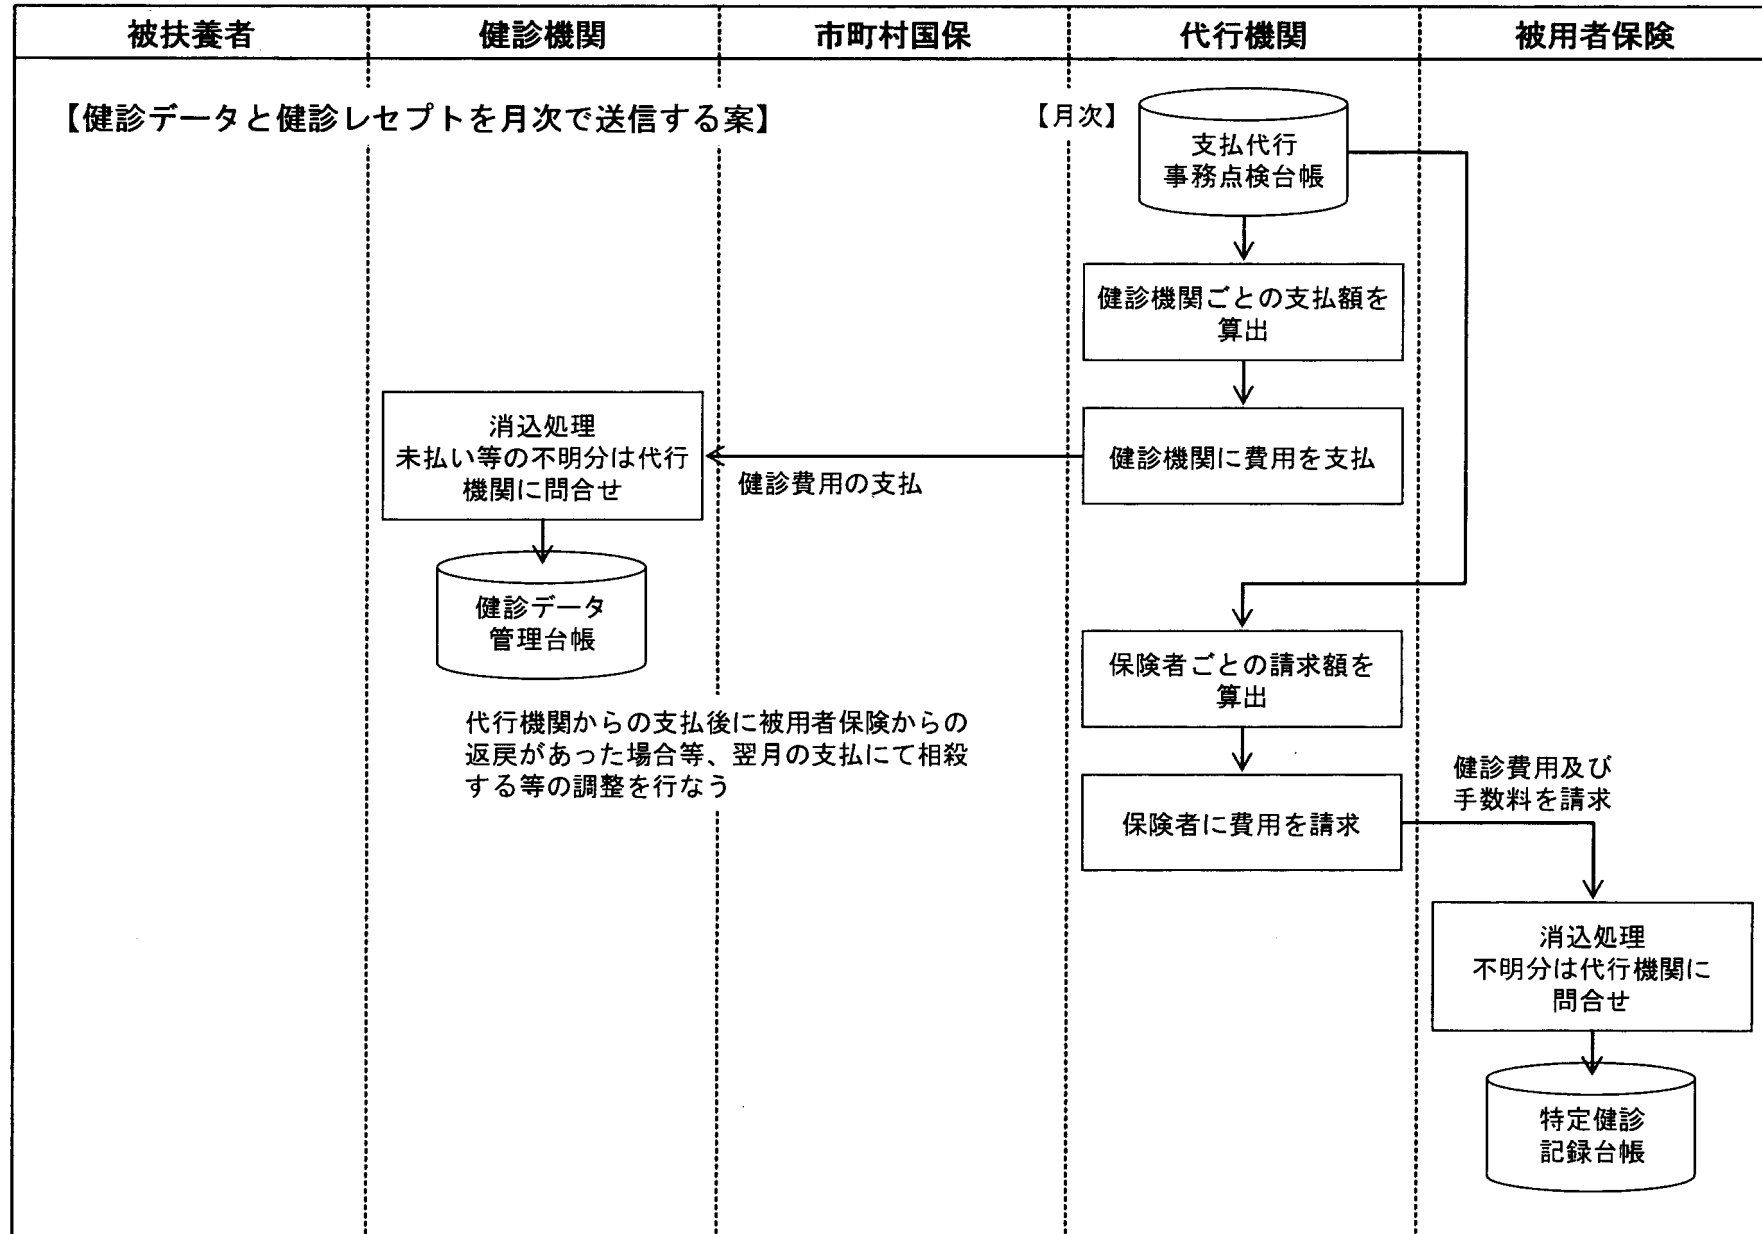 被扶養者
健診機関
市町村国保
代行機関
被用者保険
【健診データと健診レセプトを月次で送信する案】
【月次】
支払代行
事務点検台帳
健診機関ごとの支払額を
算出
健診機関に費用を支払
健診費用の支払
消込処理
未払い等の不明分は代行
機関に問合せ
健診データ
管理台帳
代行機関からの支払後に被用者保険からの
返戻があった場合等、翌月の支払にて相殺
する等の調整を行なう
保険者ごとの請求額を
算出
保険者に費用を請求
健診費用及び
手数料を請求
消込処理
不明分は代行機関に
問合せ
特定健診
記録台帳